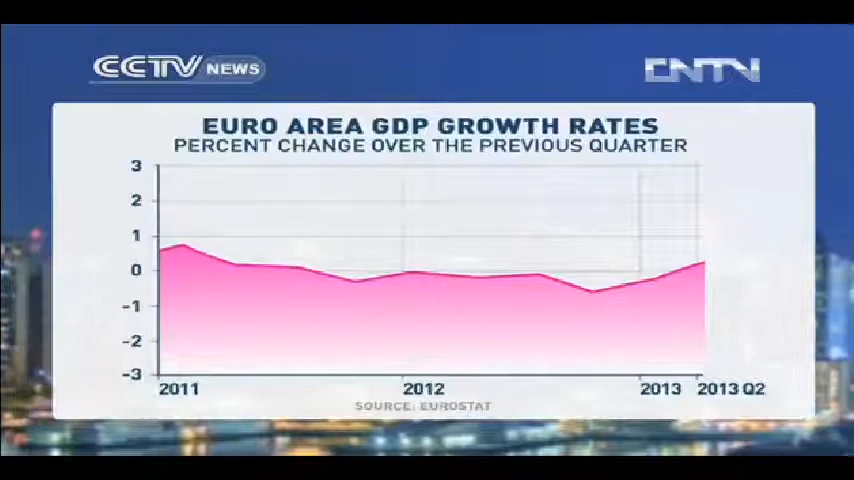 CCTV NEWS
CNTV
EURO AREA GDP GROWTH RATES
PERCENT CHANGE OVER THE PREVIOUS QUARTER
3
2
1
0
-1
-2
-3
2011 2012 2013 2013 Q2
SOURCE: EUROSTAT